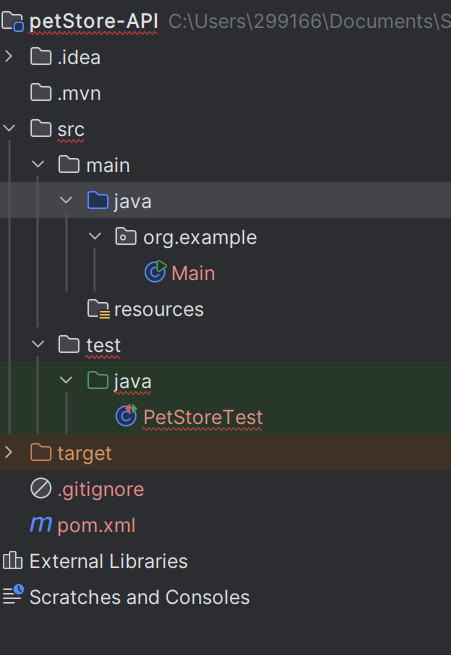 petStore-API C:\Users\299166\Documents\S
.idea
.mvn
src
main
java
org.example
Main
resources
test
java
PetStoreTest
target
.gitignore
pom.xml
External Libraries
Scratches and Consoles